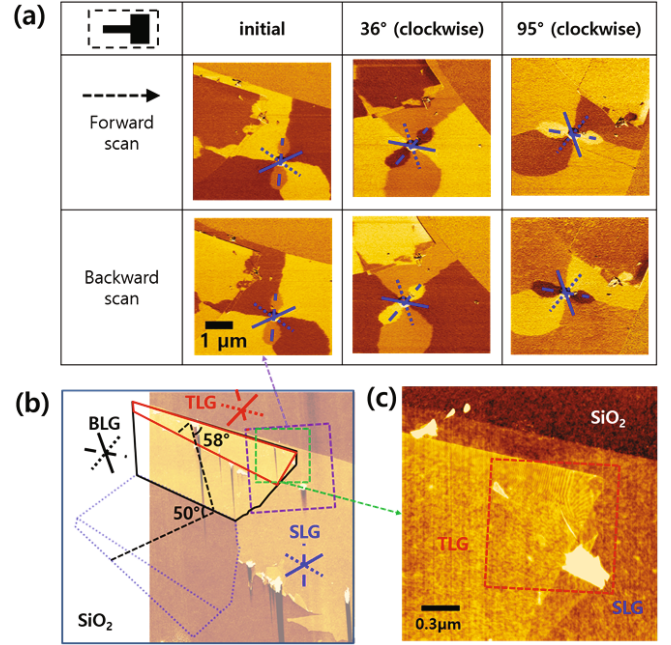 (a)
initial
36° (clockwise)
95° (clockwise)
Forward
scan
Backward
scan
1 μm
(b)
TLG
BLG
58°
50°
SLG
SiO₂
(c)
SiO₂
TLG
SLG
0.3μm